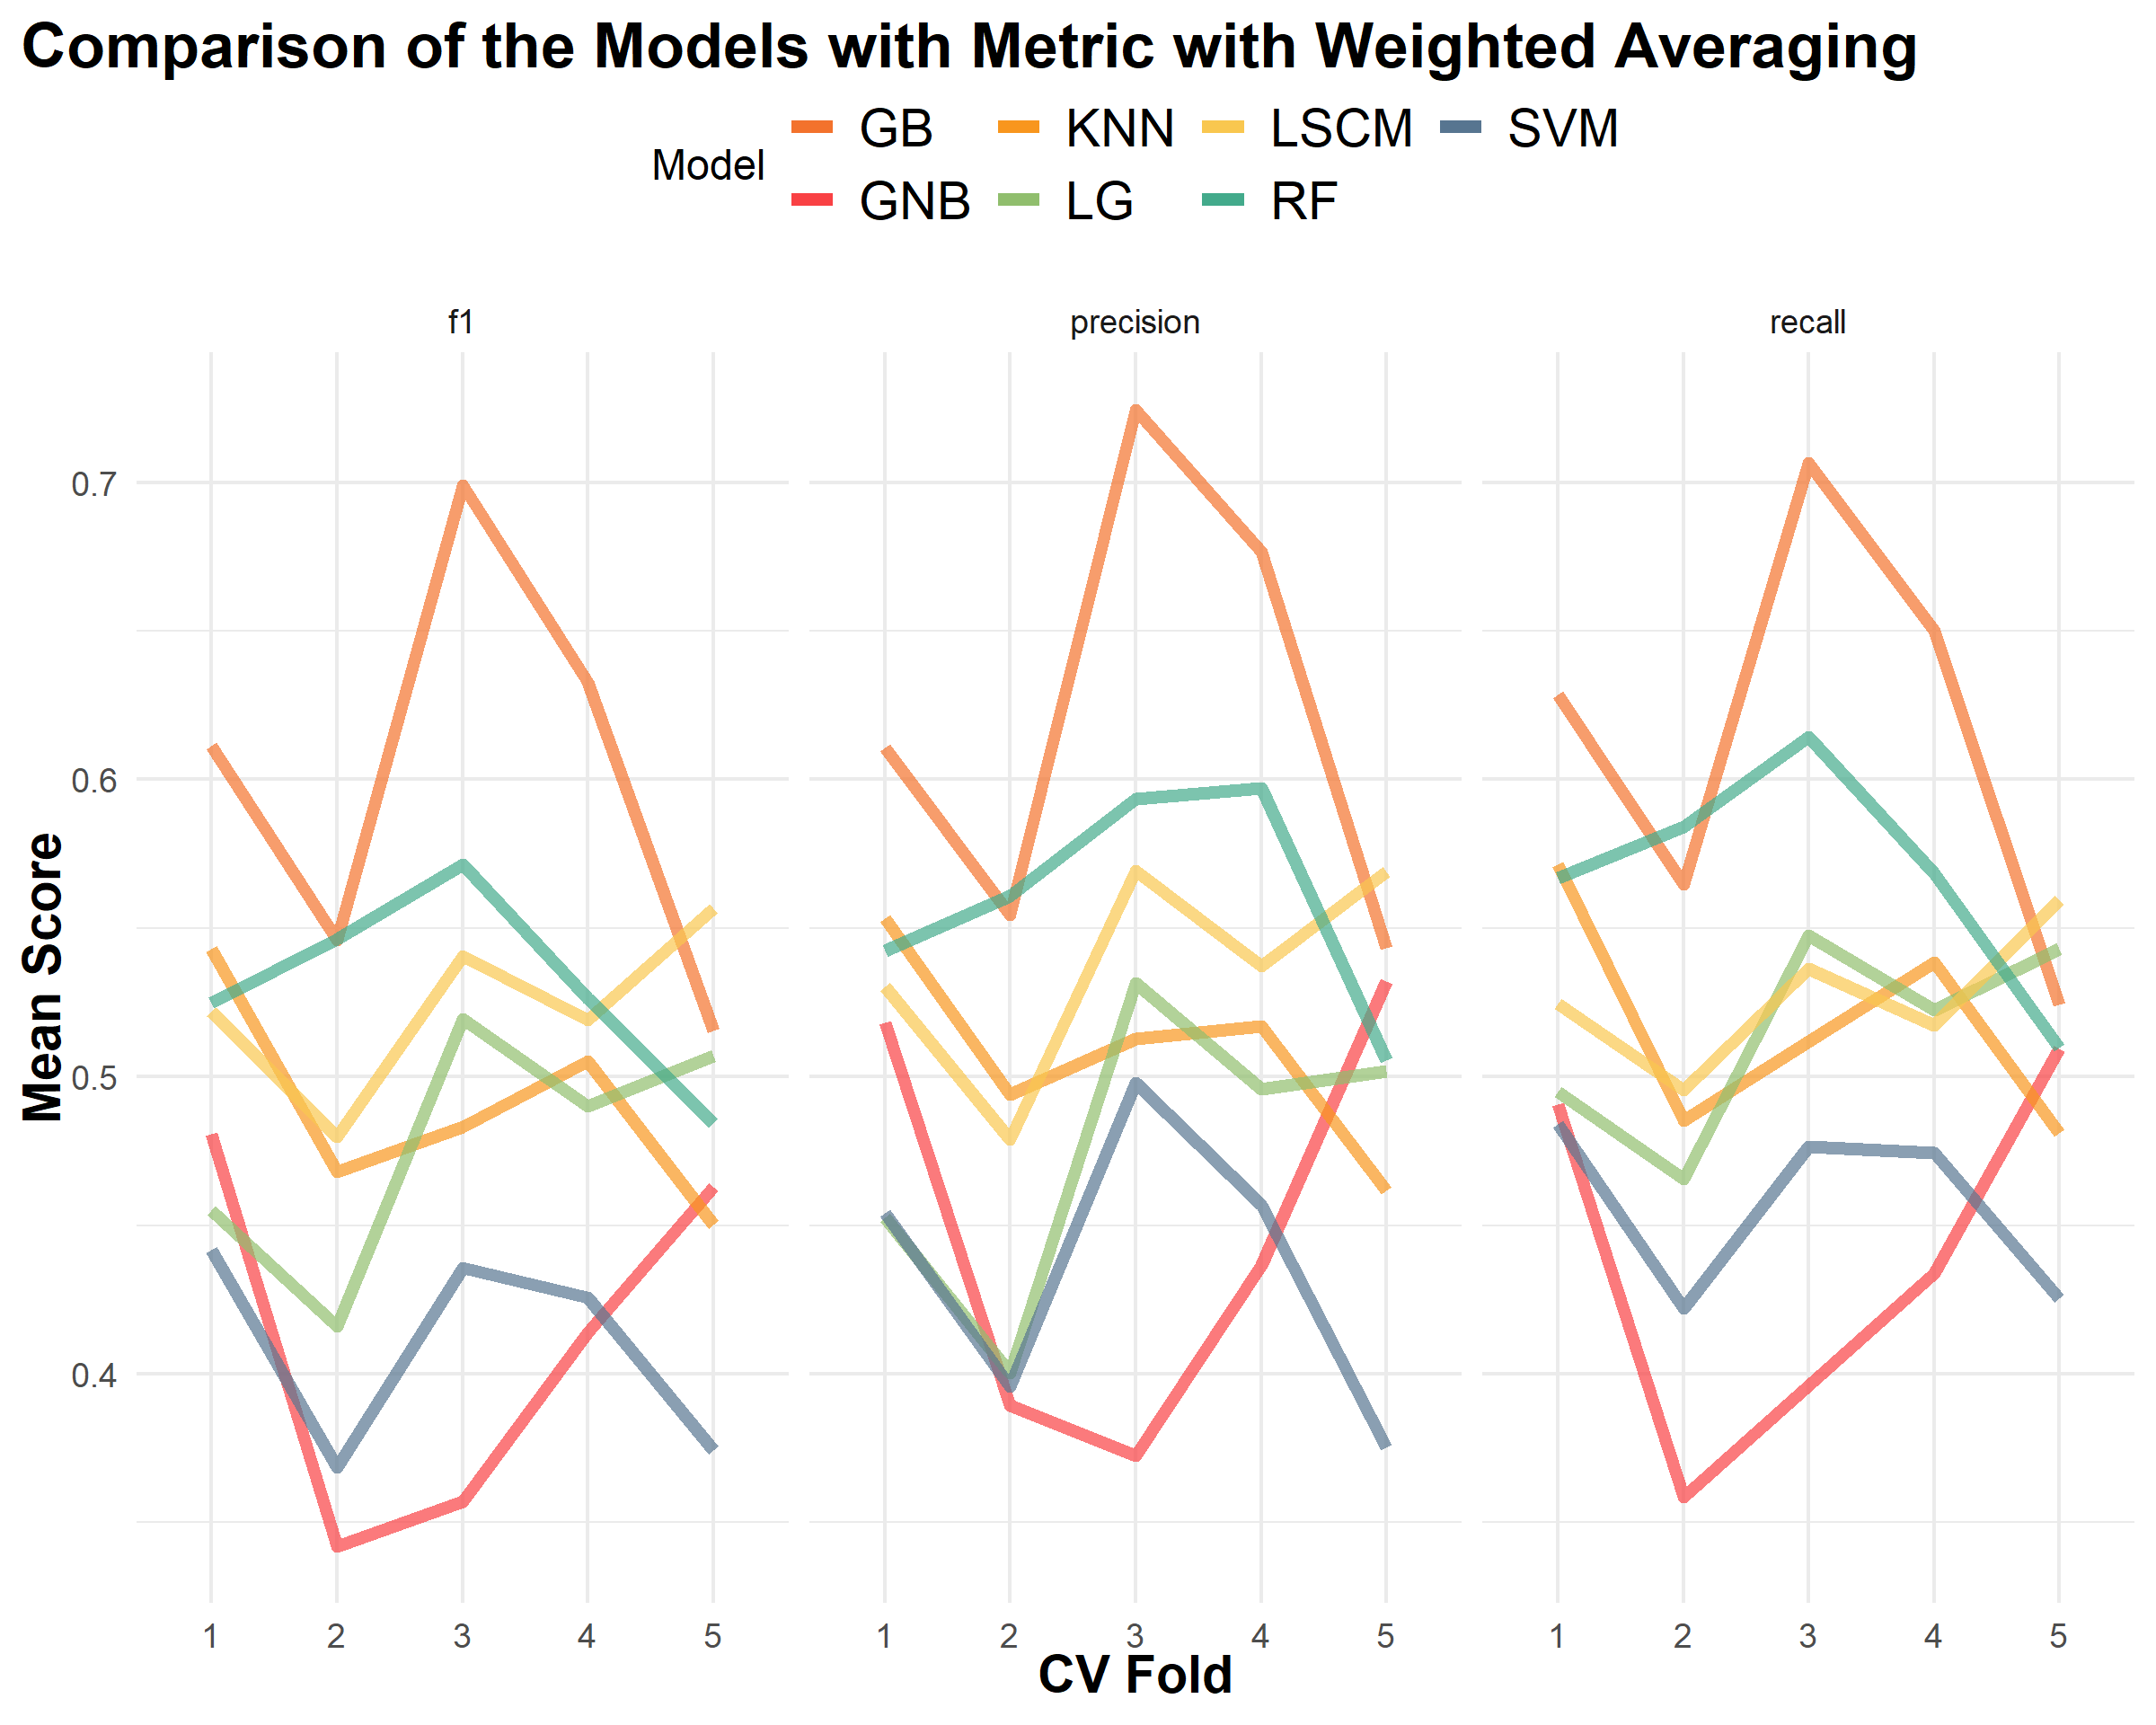 Comparison of the Models with Metric with Weighted Averaging
GB KNN LSCM SVM
Model
GNB LG RF
f1 precision recall
0.7
0.6
0.5
0.4
Mean Score
1 2 3 4 5 1 2 3 4 5 1 2 3 4 5
CV Fold